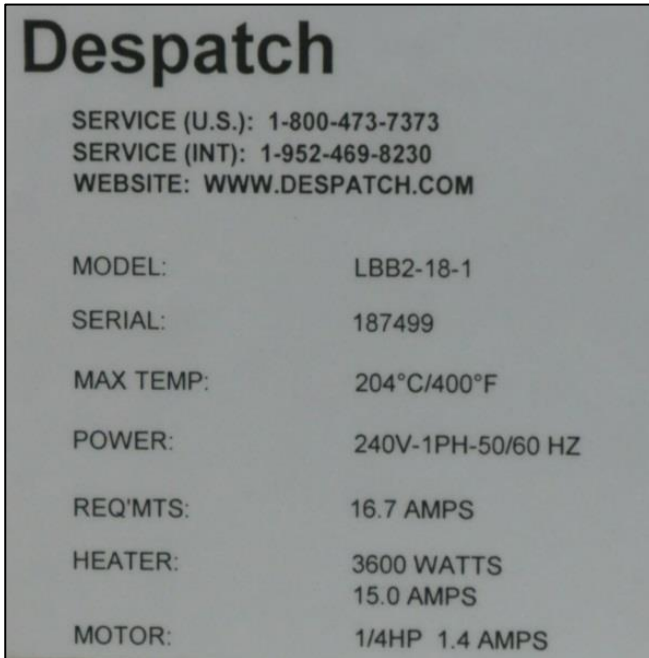 Despatch
SERVICE (U.S.): 1-800-473-7373
SERVICE (INT): 1-952-469-8230
WEBSITE: WWW.DESPATCH.COM
MODEL: LBB2-18-1
SERIAL: 187499
MAX TEMP: 204°C/400°F
POWER: 240V-1PH-50/60 HZ
REQ'MTS: 16.7 AMPS
HEATER: 3600 WATTS
15.0 AMPS
MOTOR: 1/4HP 1.4 AMPS